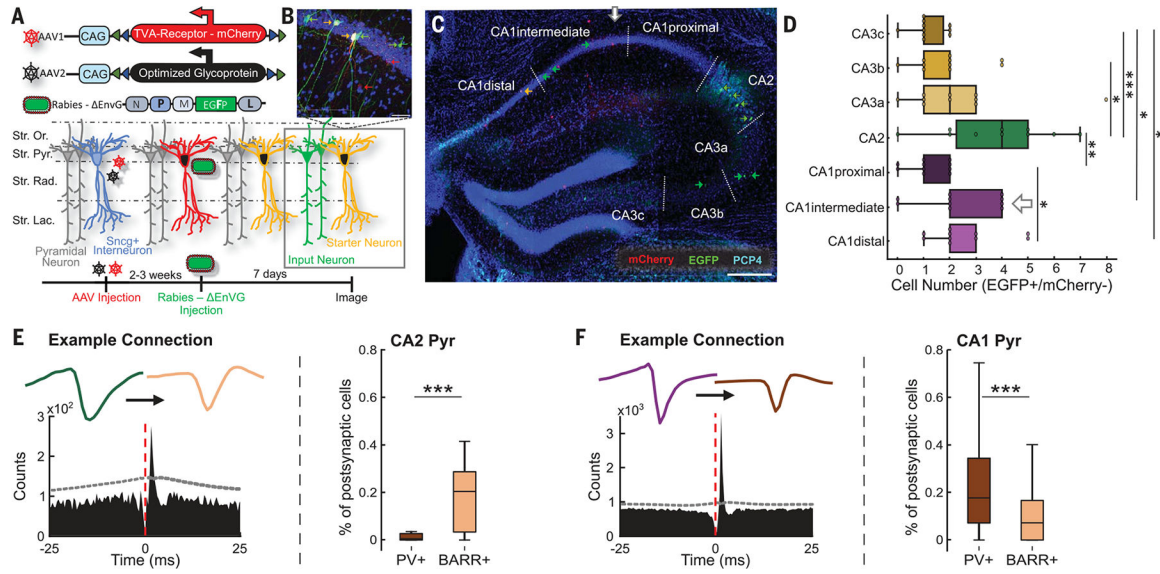 A
AAV1
CAG
TVA-Receptor - mCherry
AAV2
CAG
Optimized Glycoprotein
Rabies - ΔEnvG
N
P
M
EGFP
L
Str. Or.
Str. Pyr.
Str. Rad.
Str. Lac.
Pyramidal
Neuron
Sncg+
Interneuron
Input Neuron
Starter Neuron
2-3 weeks
7 days
AAV Injection
Rabies – ΔEnVG
Injection
Image
B
C
CA1intermediate
CA1proximal
CA1distal
CA2
CA3a
CA3c
CA3b
mCherry
EGFP
PCP4
D
CA3c
CA3b
CA3a
CA2
CA1proximal
CA1intermediate
CA1distal
*
***
*
*
**
*
0 1 2 3 4 5 6 7 8
Cell Number (EGFP+/mCherry-)
E
Example Connection
x10²
3
2
1
0
Counts
-25 0 25
Time (ms)
CA2 Pyr
0.8
0.6
0.4
0.2
0
% of postsynaptic cells
***
PV+ BARR+
F
Example Connection
x10³
3
2
1
0
Counts
-25 0 25
Time (ms)
CA1 Pyr
0.8
0.6
0.4
0.2
0
% of postsynaptic cells
***
PV+ BARR+